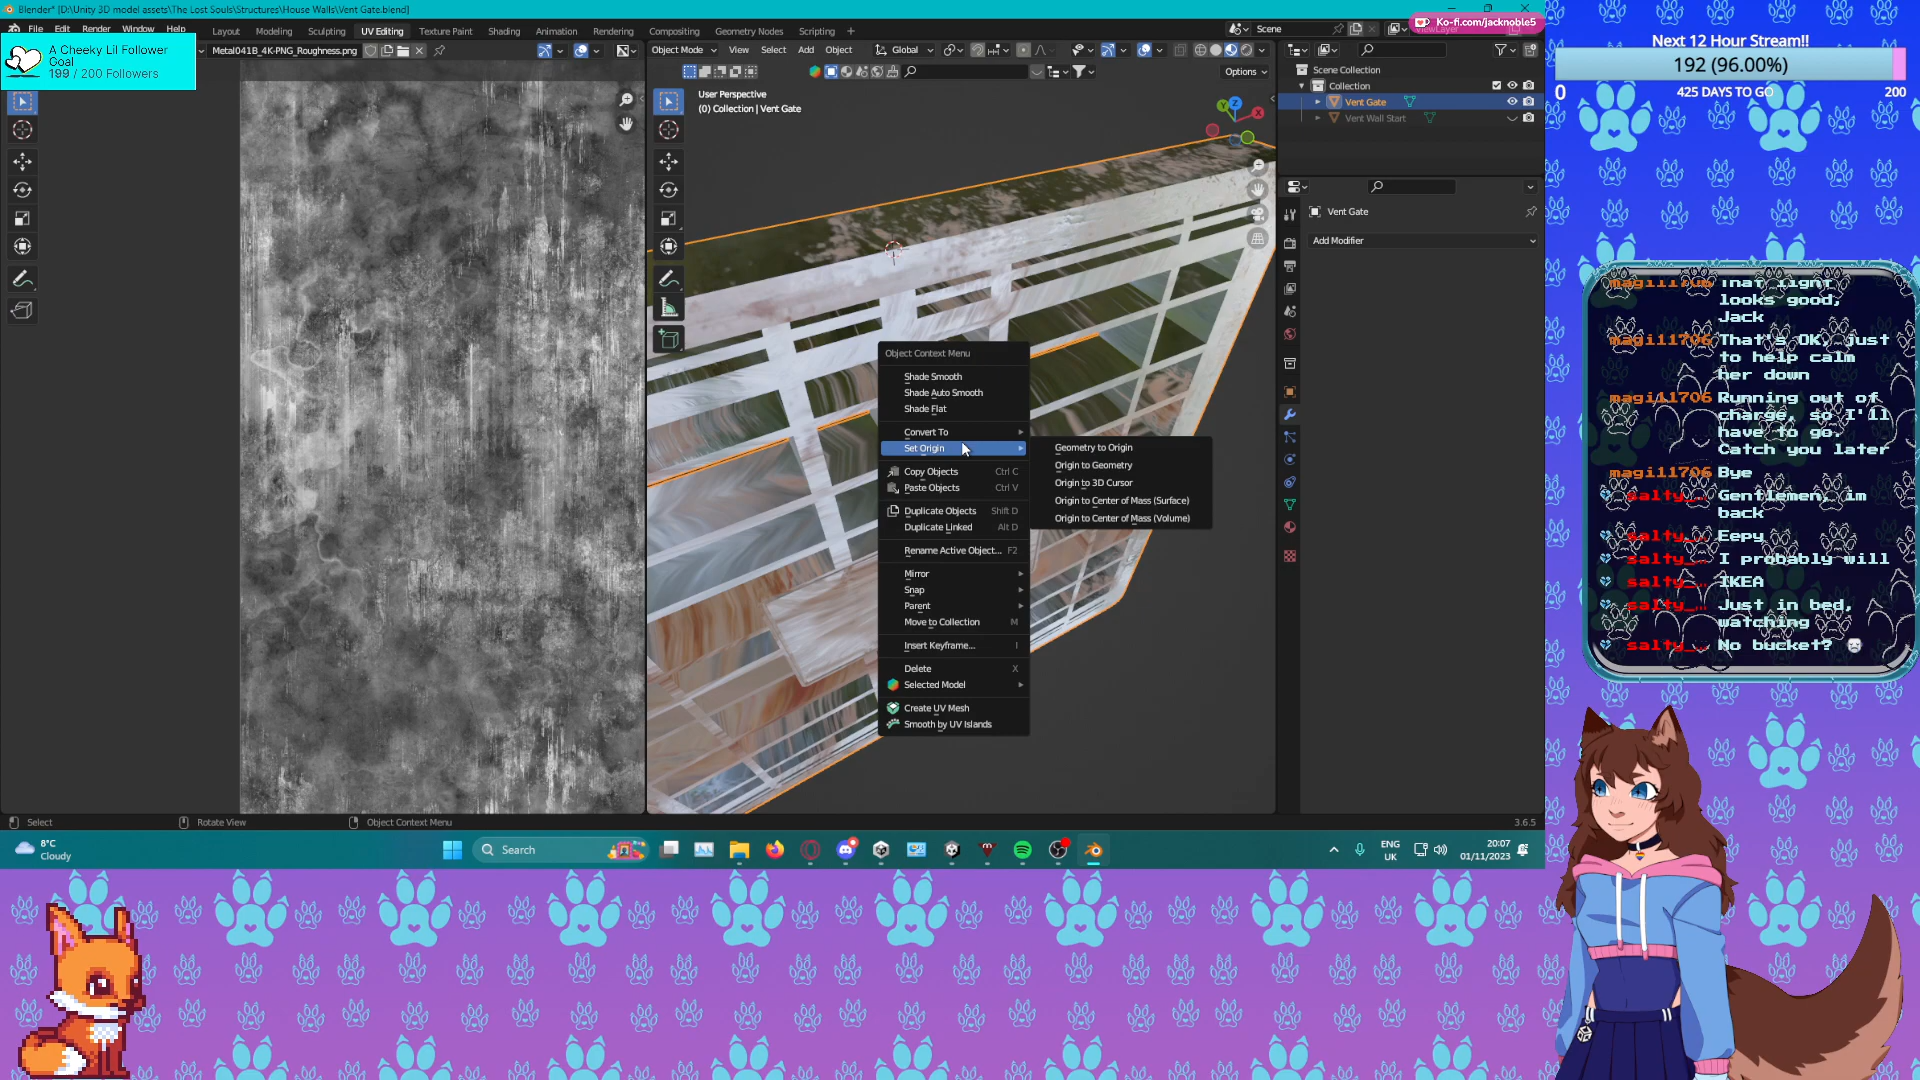 Blender* [D:\Unity 3D model assets\The Lost Souls\Structures\House Walls\Vent Gate.blend]
File Edit Render Window Help
Layout Modeling Sculpting UV Editing Texture Paint Shading Animation Rendering Compositing Geometry Nodes Scripting
Scene
ViewLayer
Ko-fi.com/jacknoble5
A Cheeky Lil Follower
Goal
199 / 200 Followers
Metal041B_4K-PNG_Roughness.png
Object Mode View Select Add Object Global
Options
User Perspective
(0) Collection | Vent Gate
Scene Collection
Collection
Vent Gate
Vent Wall Start
Vent Gate
Add Modifier
Object Context Menu
Shade Smooth
Shade Auto Smooth
Shade Flat
Convert To
Set Origin
Copy Objects Ctrl C
Paste Objects Ctrl V
Duplicate Objects Shift D
Duplicate Linked Alt D
Rename Active Object... F2
Mirror
Snap
Parent
Move to Collection M
Insert Keyframe... I
Delete X
Selected Model
Create UV Mesh
Smooth by UV Islands
Geometry to Origin
Origin to Geometry
Origin to 3D Cursor
Origin to Center of Mass (Surface)
Origin to Center of Mass (Volume)
Select
Rotate View
Object Context Menu
3.6.5
8°C
Cloudy
Search
ENG
UK
20:07
01/11/2023
Next 12 Hour Stream!!
192 (96.00%)
0 425 DAYS TO GO 200
magi11706 That light
looks good,
Jack
magi11706 That's OK, just
to help calm
her down
magi11706 Running out of
charge, so I'll
have to go.
Catch you later
magi11706 Bye
salty_... Gentlemen, im
back
salty_... Eepy
salty_... I probably will
salty_... IKEA
salty_... Just in bed,
watching
salty_... No bucket?